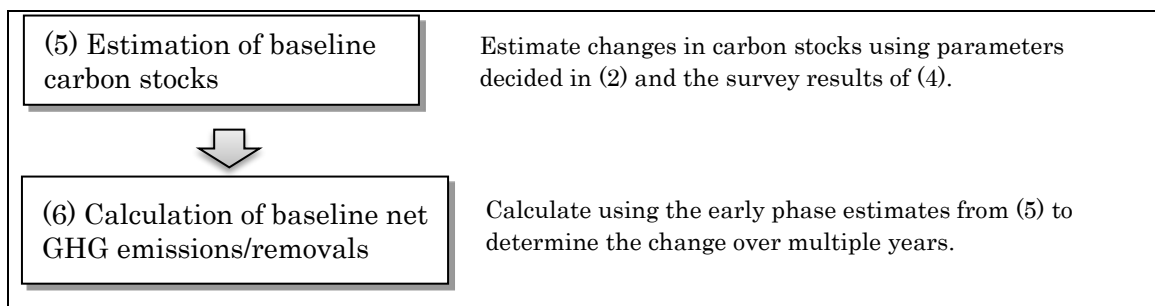 (5) Estimation of baseline
carbon stocks
Estimate changes in carbon stocks using parameters
decided in (2) and the survey results of (4).
(6) Calculation of baseline net
GHG emissions/removals
Calculate using the early phase estimates from (5) to
determine the change over multiple years.